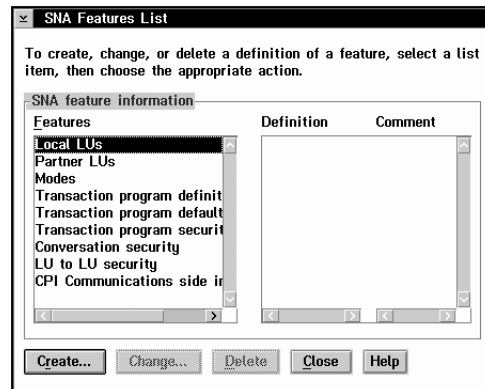 SNA Features List
To create, change, or delete a definition of a feature, select a list
item, then choose the appropriate action.
SNA feature information
Features Definition Comment
Local LUs
Partner LUs
Modes
Transaction program definit
Transaction program default
Transaction program securit
Conversation security
LU to LU security
CPI Communications side in
Create... Change... Delete Close Help